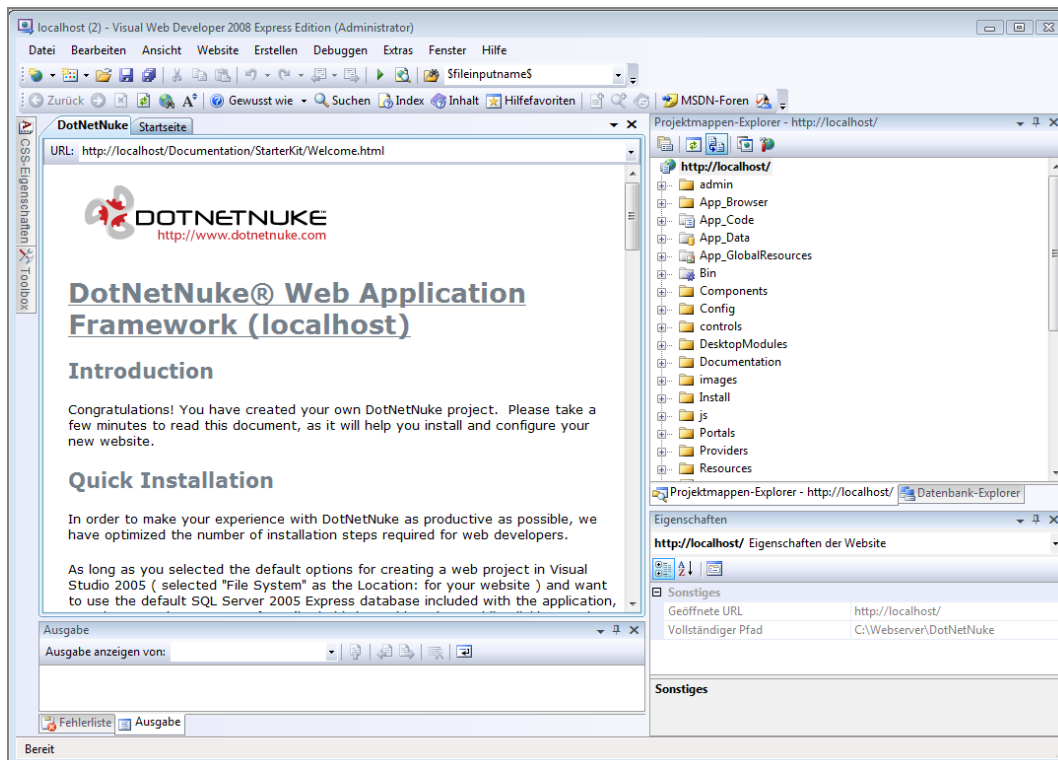 localhost (2) - Visual Web Developer 2008 Express Edition (Administrator)
Datei Bearbeiten Ansicht Website Erstellen Debuggen Extras Fenster Hilfe
$fileinputname$
Zurück Gewusst wie Suchen Index Inhalt Hilfefavoriten MSDN-Foren
CSS-Eigenschaften
Toolbox
DotNetNuke Startseite
URL: http://localhost/Documentation/StarterKit/Welcome.html
DOTNETNUKE
http://www.dotnetnuke.com
DotNetNuke® Web Application
Framework (localhost)
Introduction
Congratulations! You have created your own DotNetNuke project. Please take a
few minutes to read this document, as it will help you install and configure your
new website.
Quick Installation
In order to make your experience with DotNetNuke as productive as possible, we
have optimized the number of installation steps required for web developers.
As long as you selected the default options for creating a web project in Visual
Studio 2005 ( selected "File System" as the Location: for your website ) and want
to use the default SQL Server 2005 Express database included with the application,
Ausgabe
Ausgabe anzeigen von:
Fehlerliste Ausgabe
Bereit
Projektmappen-Explorer - http://localhost/
http://localhost/
admin
App_Browser
App_Code
App_Data
App_GlobalResources
Bin
Components
Config
controls
DesktopModules
Documentation
images
Install
js
Portals
Providers
Resources
Projektmappen-Explorer - http://localhost/ Datenbank-Explorer
Eigenschaften
http://localhost/ Eigenschaften der Website
Sonstiges
Geöffnete URL http://localhost/
Vollständiger Pfad C:\Webserver\DotNetNuke
Sonstiges